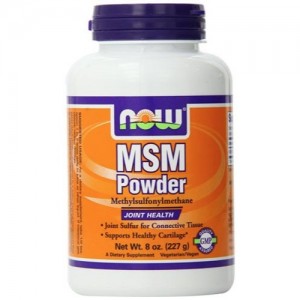 NOW
MSM
Powder
Methylsulfonylmethane
JOINT HEALTH
• Joint Sulfur for Connective Tissue
• Supports Healthy Cartilage*
Net Wt. 8 oz. (227 g)
A Dietary Supplement Vegetarian/Vegan
GMP